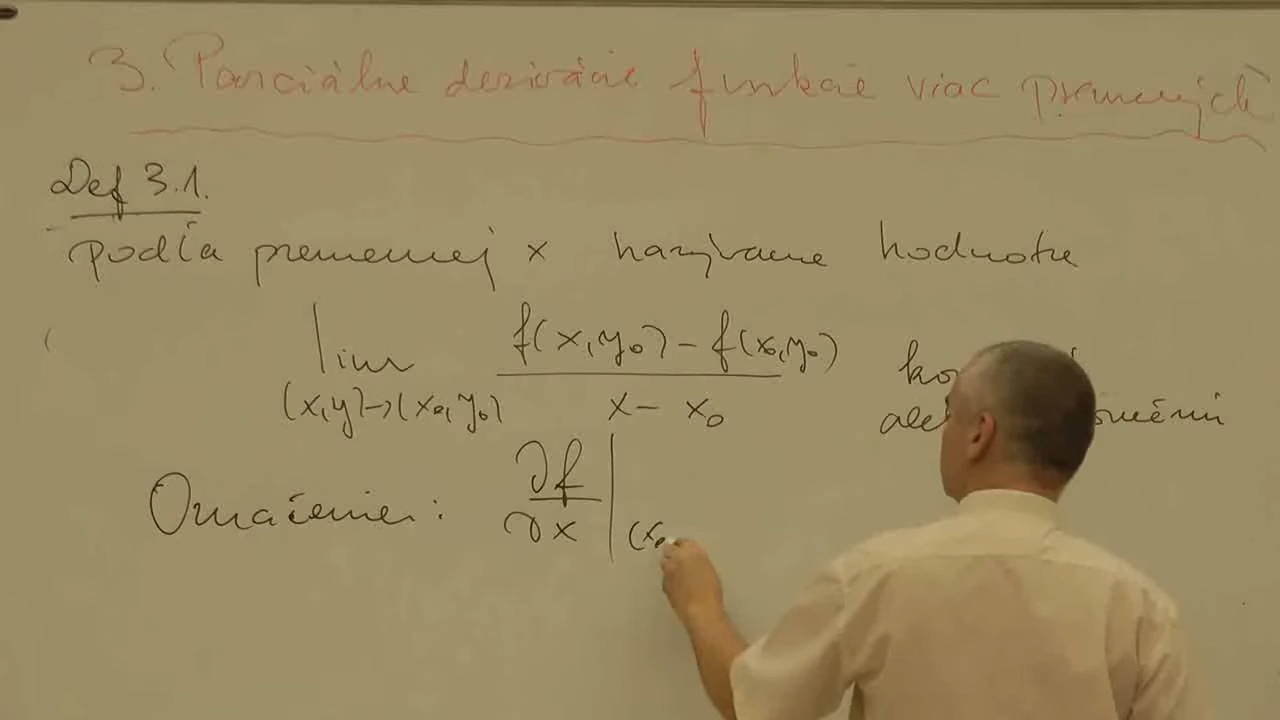 3. Parciálne derivácie funkcie viac premenných
Def 3.1.
podľa premennej x nazývame hodnotu
lim f(x,y₀) - f(x₀,y₀)
(x,y)→(x₀,y₀) x - x₀
Označenie: ∂f
∂x | (x₀